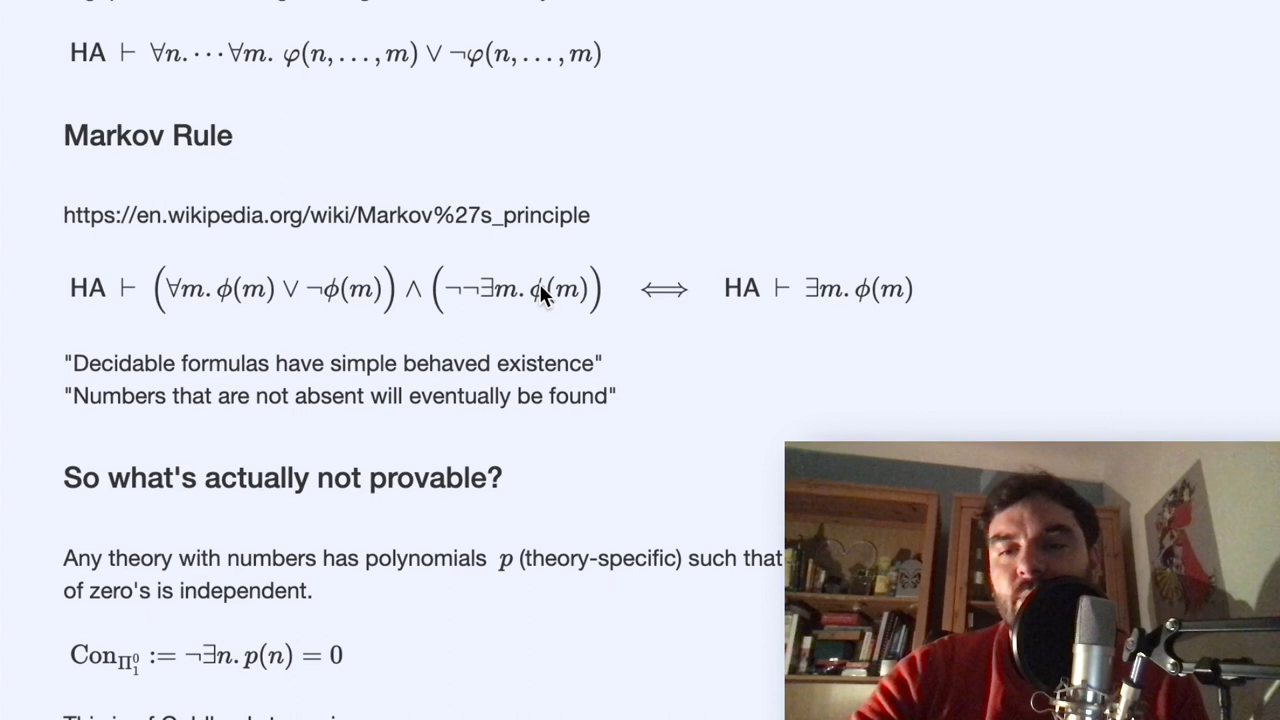 HA ⊢ ∀n.⋯∀m. φ(n,…,m) ∨ ¬φ(n,…,m)
Markov Rule
https://en.wikipedia.org/wiki/Markov%27s_principle
HA ⊢ (∀m. ϕ(m) ∨ ¬ϕ(m)) ∧ (¬¬∃m. ϕ(m)) ⟺ HA ⊢ ∃m. ϕ(m)
"Decidable formulas have simple behaved existence"
"Numbers that are not absent will eventually be found"
So what's actually not provable?
Any theory with numbers has polynomials p (theory-specific) such that
of zero's is independent.
Con_{Π^0_1} := ¬∃n. p(n) = 0